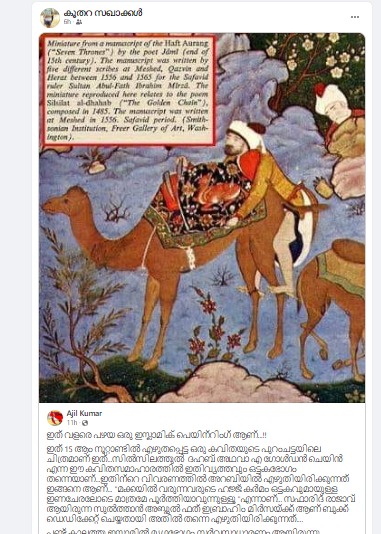 കുതറ സഖാക്കൾ
6h
Miniature from a manuscript of the Haft Aurang
("Seven Thrones") by the poet Jâmî (end of
15th century). The manuscript was written by
five different scribes at Meshed, Qazvin and
Herat between 1556 and 1565 for the Safavid
ruler Sultan Abul-Fath Ibrahim Mîrzâ. The
miniature reproduced here relates to the poem
Silsilat al-dhahab ("The Golden Chain"),
composed in 1485. The manuscript was written
at Meshed in 1556. Safavid period. (Smith-
sonian Institution, Freer Gallery of Art, Wash-
ington).
Ajil Kumar
11h
ഇത് വളരെ പഴയ ഒരു ഇസ്ലാമിക് പെയിന്റിംഗ് ആണ്..!!
ഇത് 15 ആം നൂറ്റാണ്ടിൽ എഴുതപ്പെട്ട ഒരു കവിതയുടെ പുറംചട്ടയിലെ
ചിത്രമാണ് ഇത്..സിൽസിലത്തുൽ ദഹബ് അഥവാ എ ഗോൾഡൻ ചെയിൻ
എന്ന ഈ കവിതസമാഹാരത്തിൽ ഇതിവൃത്തവും ഒട്ടകഭോഗം
തന്നെയാണ്..ഇതിന്റെ വിവരണത്തിൽ അറബിയിൽ എഴുതിയിരിക്കുന്നത്
ഇങ്ങനെ ആണ്.. 'മക്കയിൽ വരുന്നവരുടെ ഹജ്ജ് കർമം ഒട്ടകവുമായുള്ള
ഇണചേരലോടെ മാത്രമേ പൂർത്തിയാവുന്നുള്ളൂ' എന്നാണ്.. സഫാരിദ് രാജാവ്
ആയിരുന്ന സുൽത്താൻ അബ്ദുൽ ഫത് ഇബ്രാഹിം മിർസയ്ക്ക് ആണ് ബുക്ക്
ഡെഡിക്കേറ്റ് ചെയ്തതായി അതിൽ തന്നെ എഴുതിയിരിക്കുന്നത്...